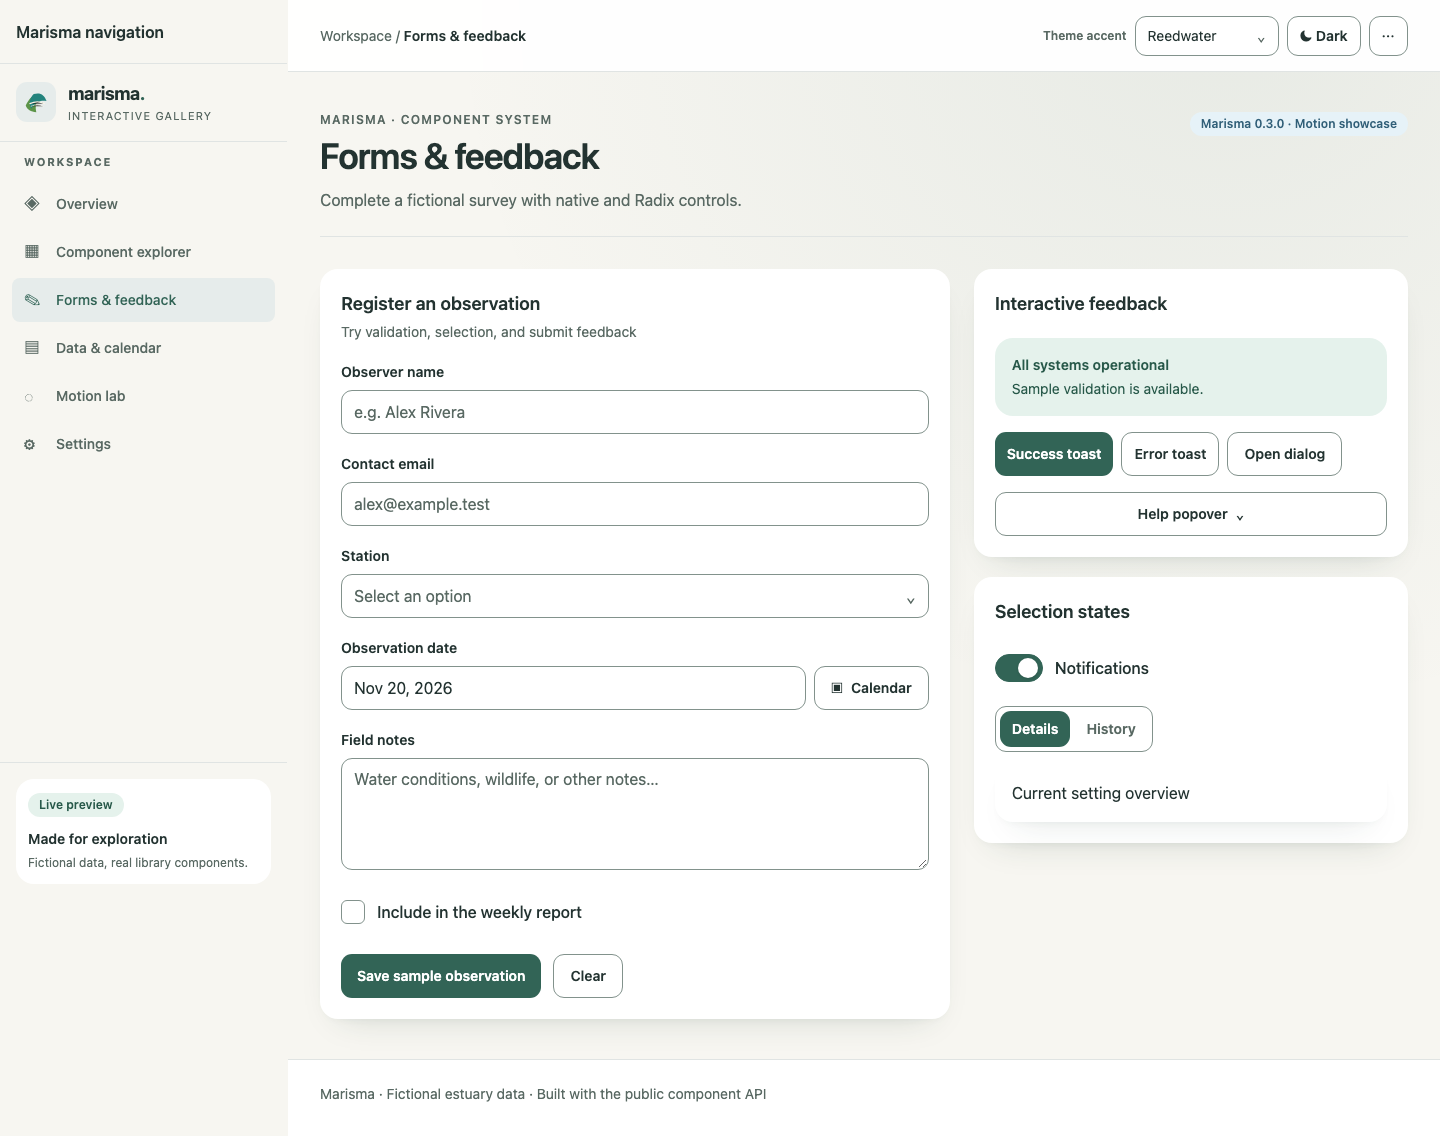 Marisma navigation
marisma.
INTERACTIVE GALLERY
WORKSPACE
Overview
Component explorer
Forms & feedback
Data & calendar
Motion lab
Settings
Live preview
Made for exploration
Fictional data, real library components.
Workspace / Forms & feedback
Theme accent
Reedwater
Dark
...
MARISMA · COMPONENT SYSTEM
Marisma 0.3.0 · Motion showcase
Forms & feedback
Complete a fictional survey with native and Radix controls.
Register an observation
Try validation, selection, and submit feedback
Observer name
e.g. Alex Rivera
Contact email
alex@example.test
Station
Select an option
Observation date
Nov 20, 2026
Calendar
Field notes
Water conditions, wildlife, or other notes...
Include in the weekly report
Save sample observation
Clear
Interactive feedback
All systems operational
Sample validation is available.
Success toast
Error toast
Open dialog
Help popover
Selection states
Notifications
Details
History
Current setting overview
Marisma · Fictional estuary data · Built with the public component API